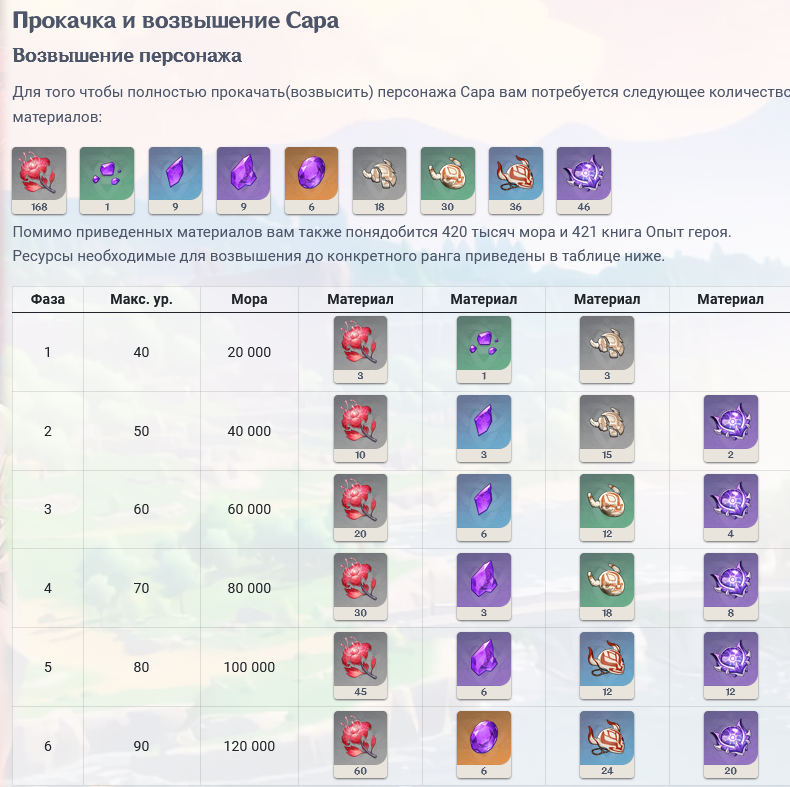 Прокачка и возвышение Сара
Возвышение персонажа
Для того чтобы полностью прокачать(возвысить) персонажа Сара вам потребуется следующее количество
материалов:
168 1 9 9 6 18 30 36 46
Помимо приведенных материалов вам также понядобится 420 тысяч мора и 421 книга Опыт героя.
Ресурсы необходимые для возвышения до конкретного ранга приведены в таблице ниже.
Фаза Макс. ур. Мора Материал Материал Материал Материал
1 40 20 000 3 1 3
2 50 40 000 10 3 15 2
3 60 60 000 20 6 12 4
4 70 80 000 30 3 18 8
5 80 100 000 45 6 12 12
6 90 120 000 60 6 24 20